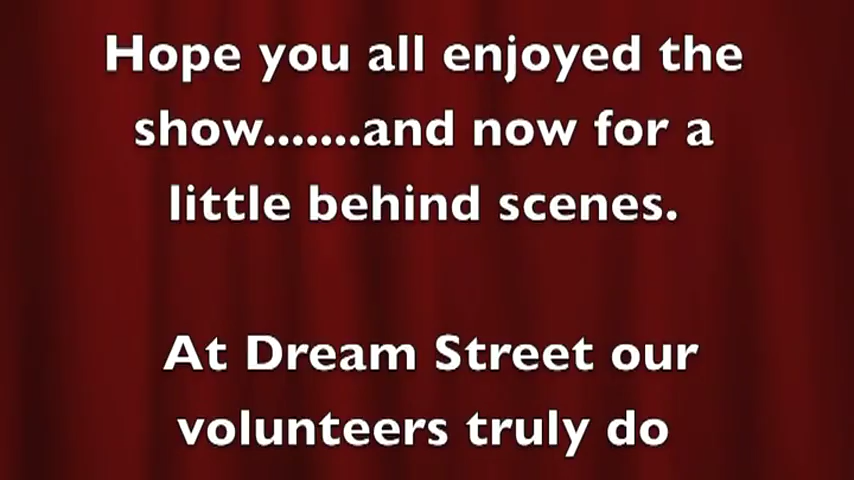 Hope you all enjoyed the
show.......and now for a
little behind scenes.
At Dream Street our
volunteers truly do